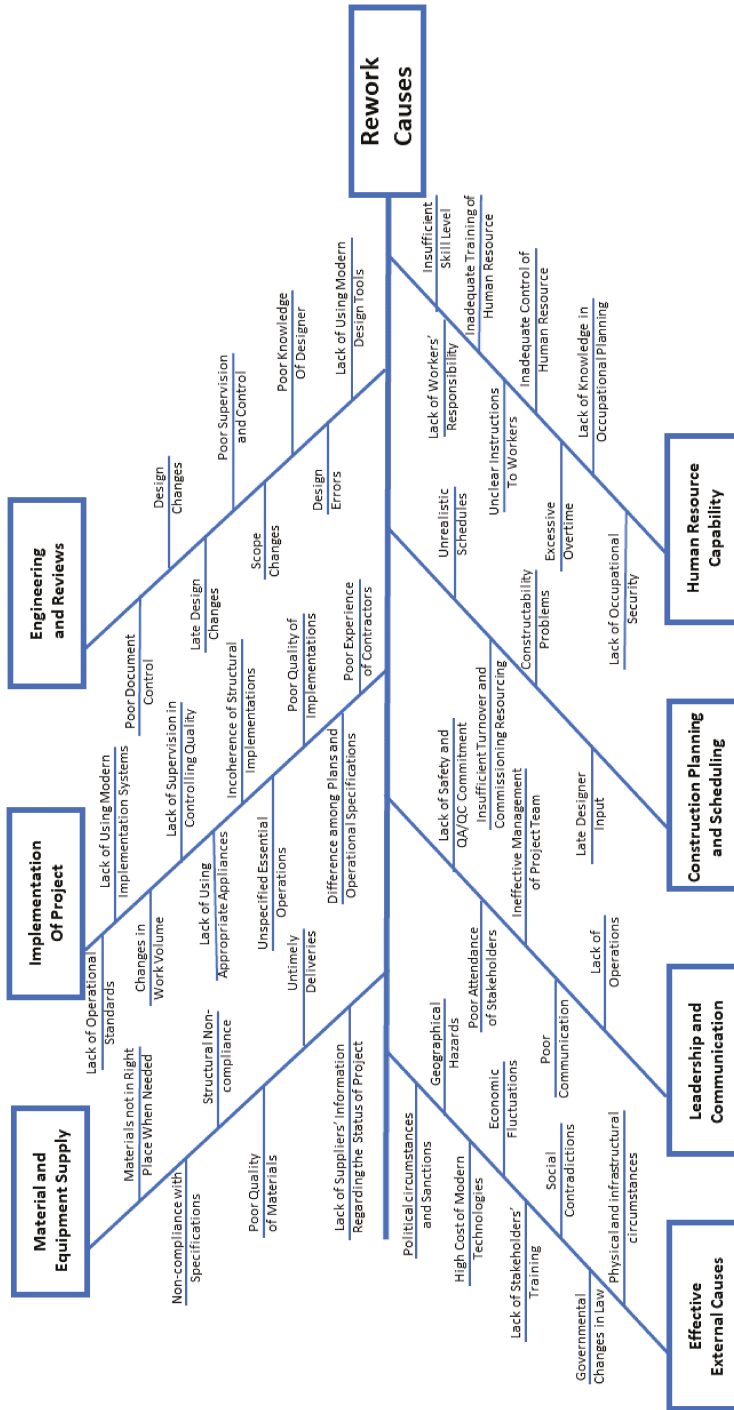 Material and
Equipment Supply
Implementation
Of Project
Engineering
and Reviews
Materials not in Right
Place When Needed
Structural Non-
compliance
Untimely
Deliveries
Non-compliance with
Specifications
Poor Quality
of Materials
Lack of Suppliers' Information
Regarding the Status of Project
Lack of Operational
Standards
Lack of Using Modern
Implementation Systems
Lack of Supervision in
Controlling Quality
Incoherence of Structural
Implementations
Poor Quality of
Implementations
Poor Experience
of Contractors
Changes in
Work Volume
Lack of Using
Appropriate Appliances
Unspecified Essential
Operations
Difference among Plans and
Operational Specifications
Design
Changes
Poor Supervision
and Control
Poor Knowledge
Of Designer
Lack of Using Modern
Design Tools
Poor Document
Control
Late Design
Changes
Scope
Changes
Design
Errors
Rework
Causes
Political circumstances
and Sanctions
High Cost of Modern
Technologies
Lack of Stakeholders'
Training
Governmental
Changes in Law
Geographical
Hazards
Economic
Fluctuations
Social
Contradictions
Physical and infrastructural
circumstances
Poor Attendance
of Stakeholders
Poor
Communication
Lack of Safety and
QA/QC Commitment
Ineffective Management
of Project Team
Lack of
Operations
Insufficient Turnover and
Commissioning Resourcing
Late Designer
Input
Unrealistic
Schedules
Constructability
Problems
Lack of Workers'
Responsibility
Unclear Instructions
To Workers
Excessive
Overtime
Lack of Occupational
Security
Insufficient
Skill Level
Inadequate Training of
Human Resource
Inadequate Control of
Human Resource
Lack of Knowledge in
Occupational Planning
Effective
External Causes
Leadership and
Communication
Construction Planning
and Scheduling
Human Resource
Capability